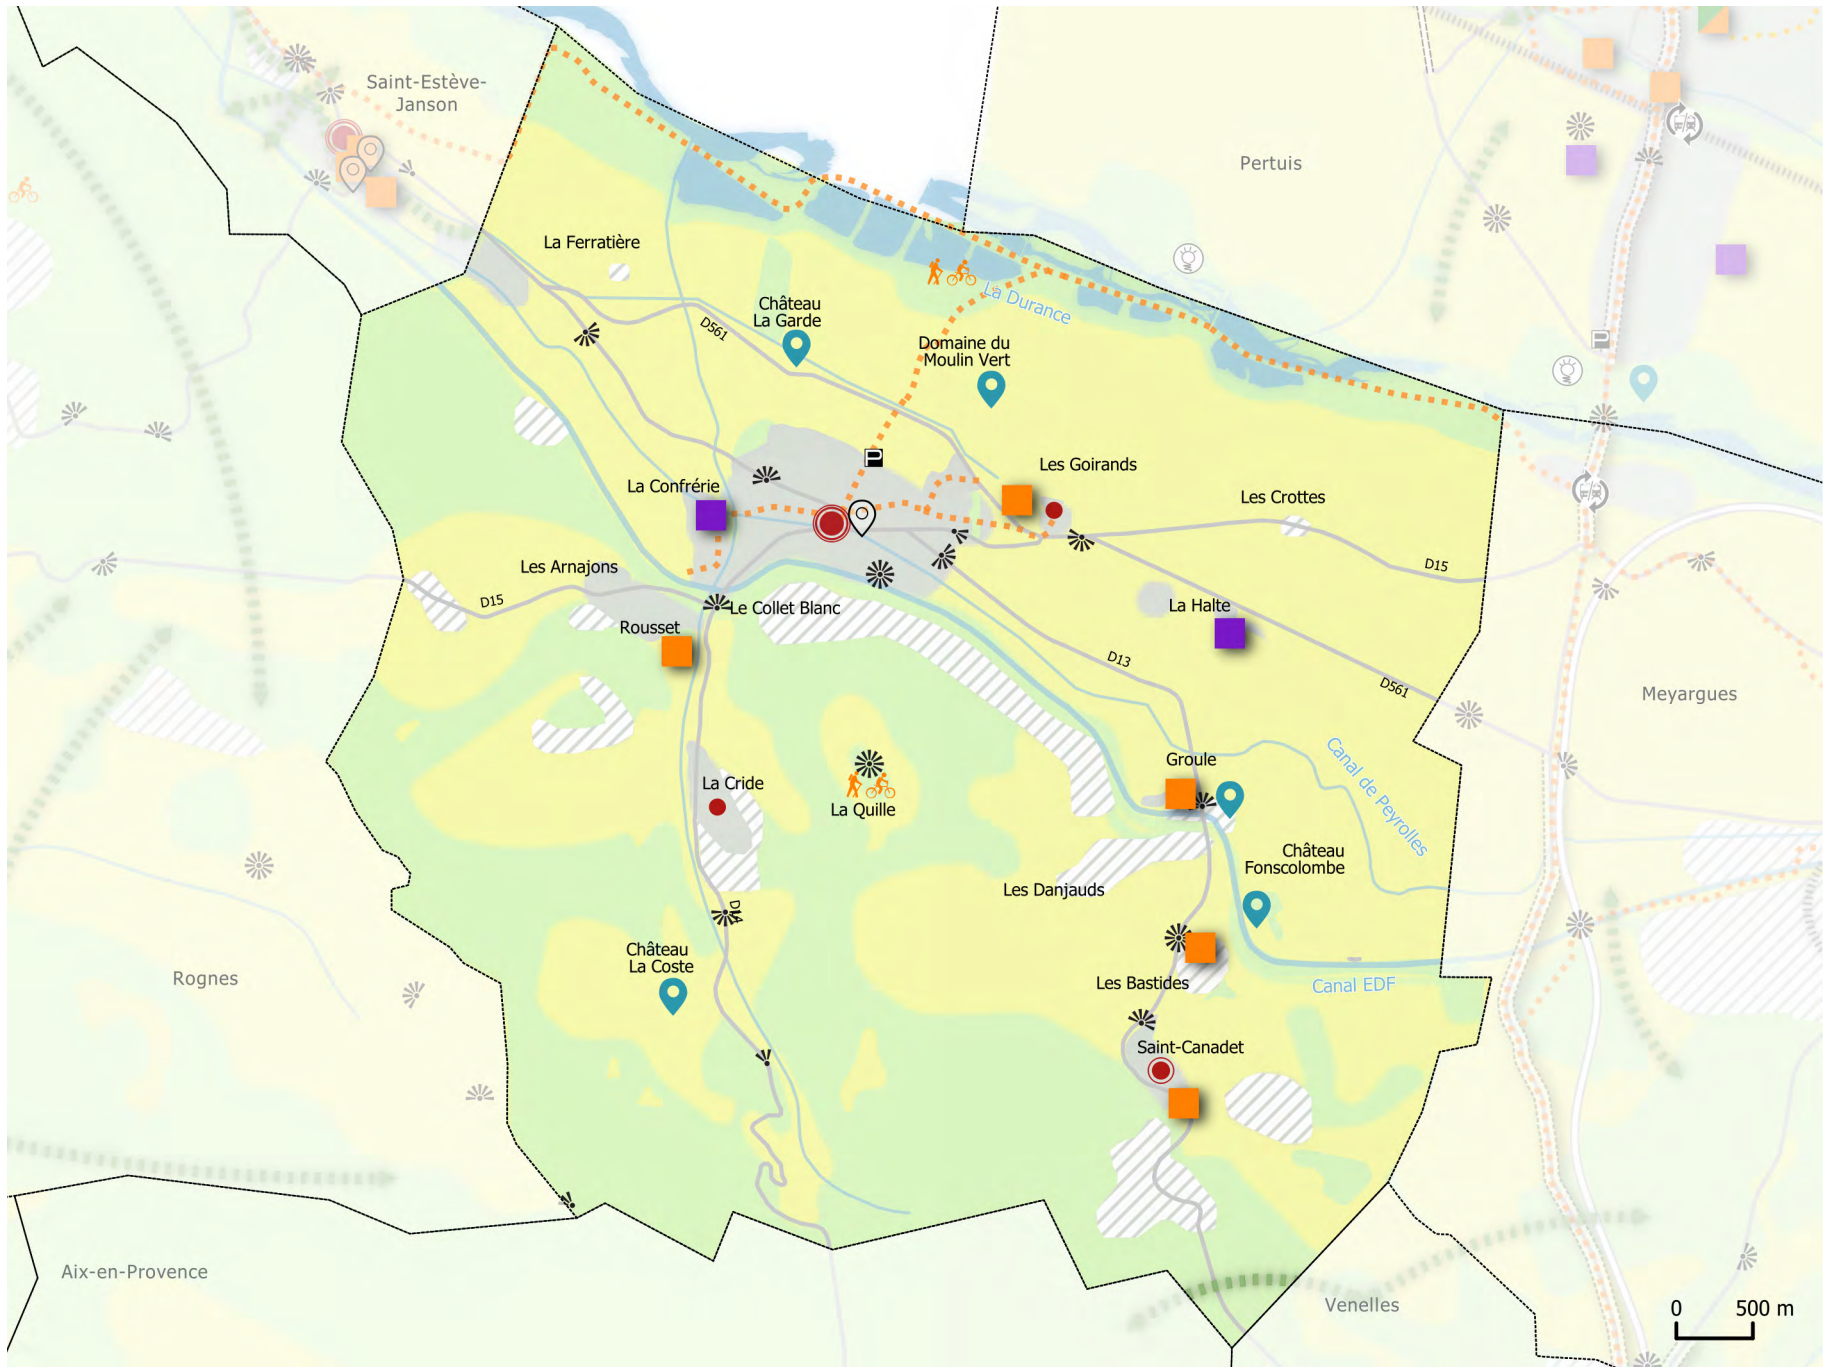 Saint-Estève-
Janson
Pertuis
La Ferratière
La Durance
Château
La Garde
D561
Domaine du
Moulin Vert
Les Goirands
La Confrérie
Les Crottes
D15
Les Arnajons
D15
Le Collet Blanc
La Halte
Rousset
D13
D561
Meyargues
Groule
Canal de Peyrolles
La Cride
La Quille
Château
Fonscolombe
Les Danjauds
Château
La Coste
Rognes
Les Bastides
Canal EDF
Saint-Canadet
Aix-en-Provence
Venelles
0 500 m